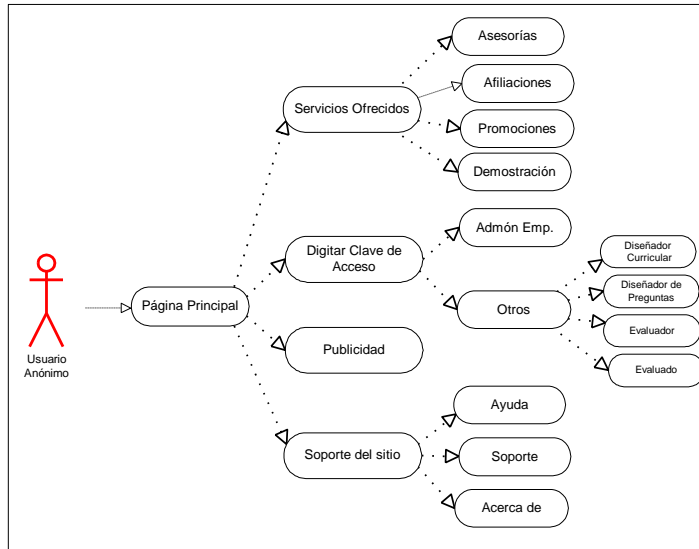 Asesorías
Afiliaciones
Servicios Ofrecidos
Promociones
Demostración
Admón Emp.
Digitar Clave de
Acceso
Diseñador
Curricular
Diseñador de
Preguntas
Página Principal
Otros
Evaluador
Usuario
Anónimo
Publicidad
Evaluado
Ayuda
Soporte del sitio
Soporte
Acerca de